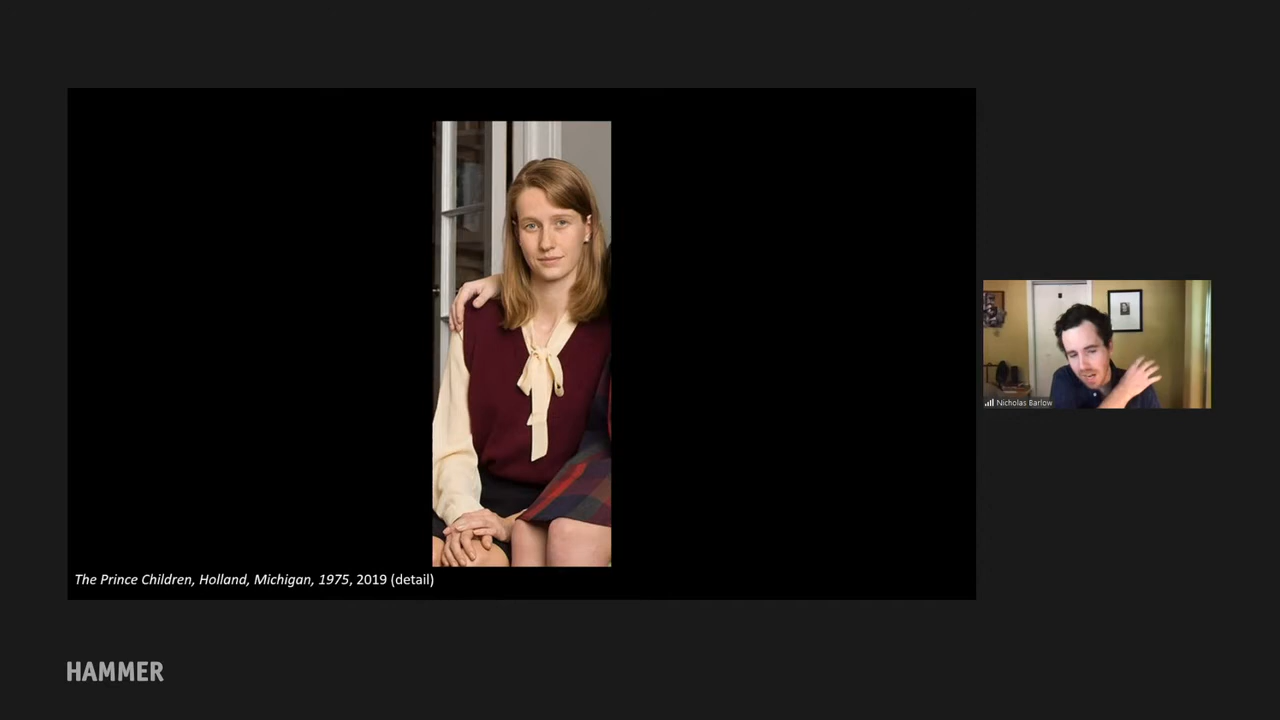 Nicholas Barlow
The Prince Children, Holland, Michigan, 1975, 2019 (detail)
HAMMER